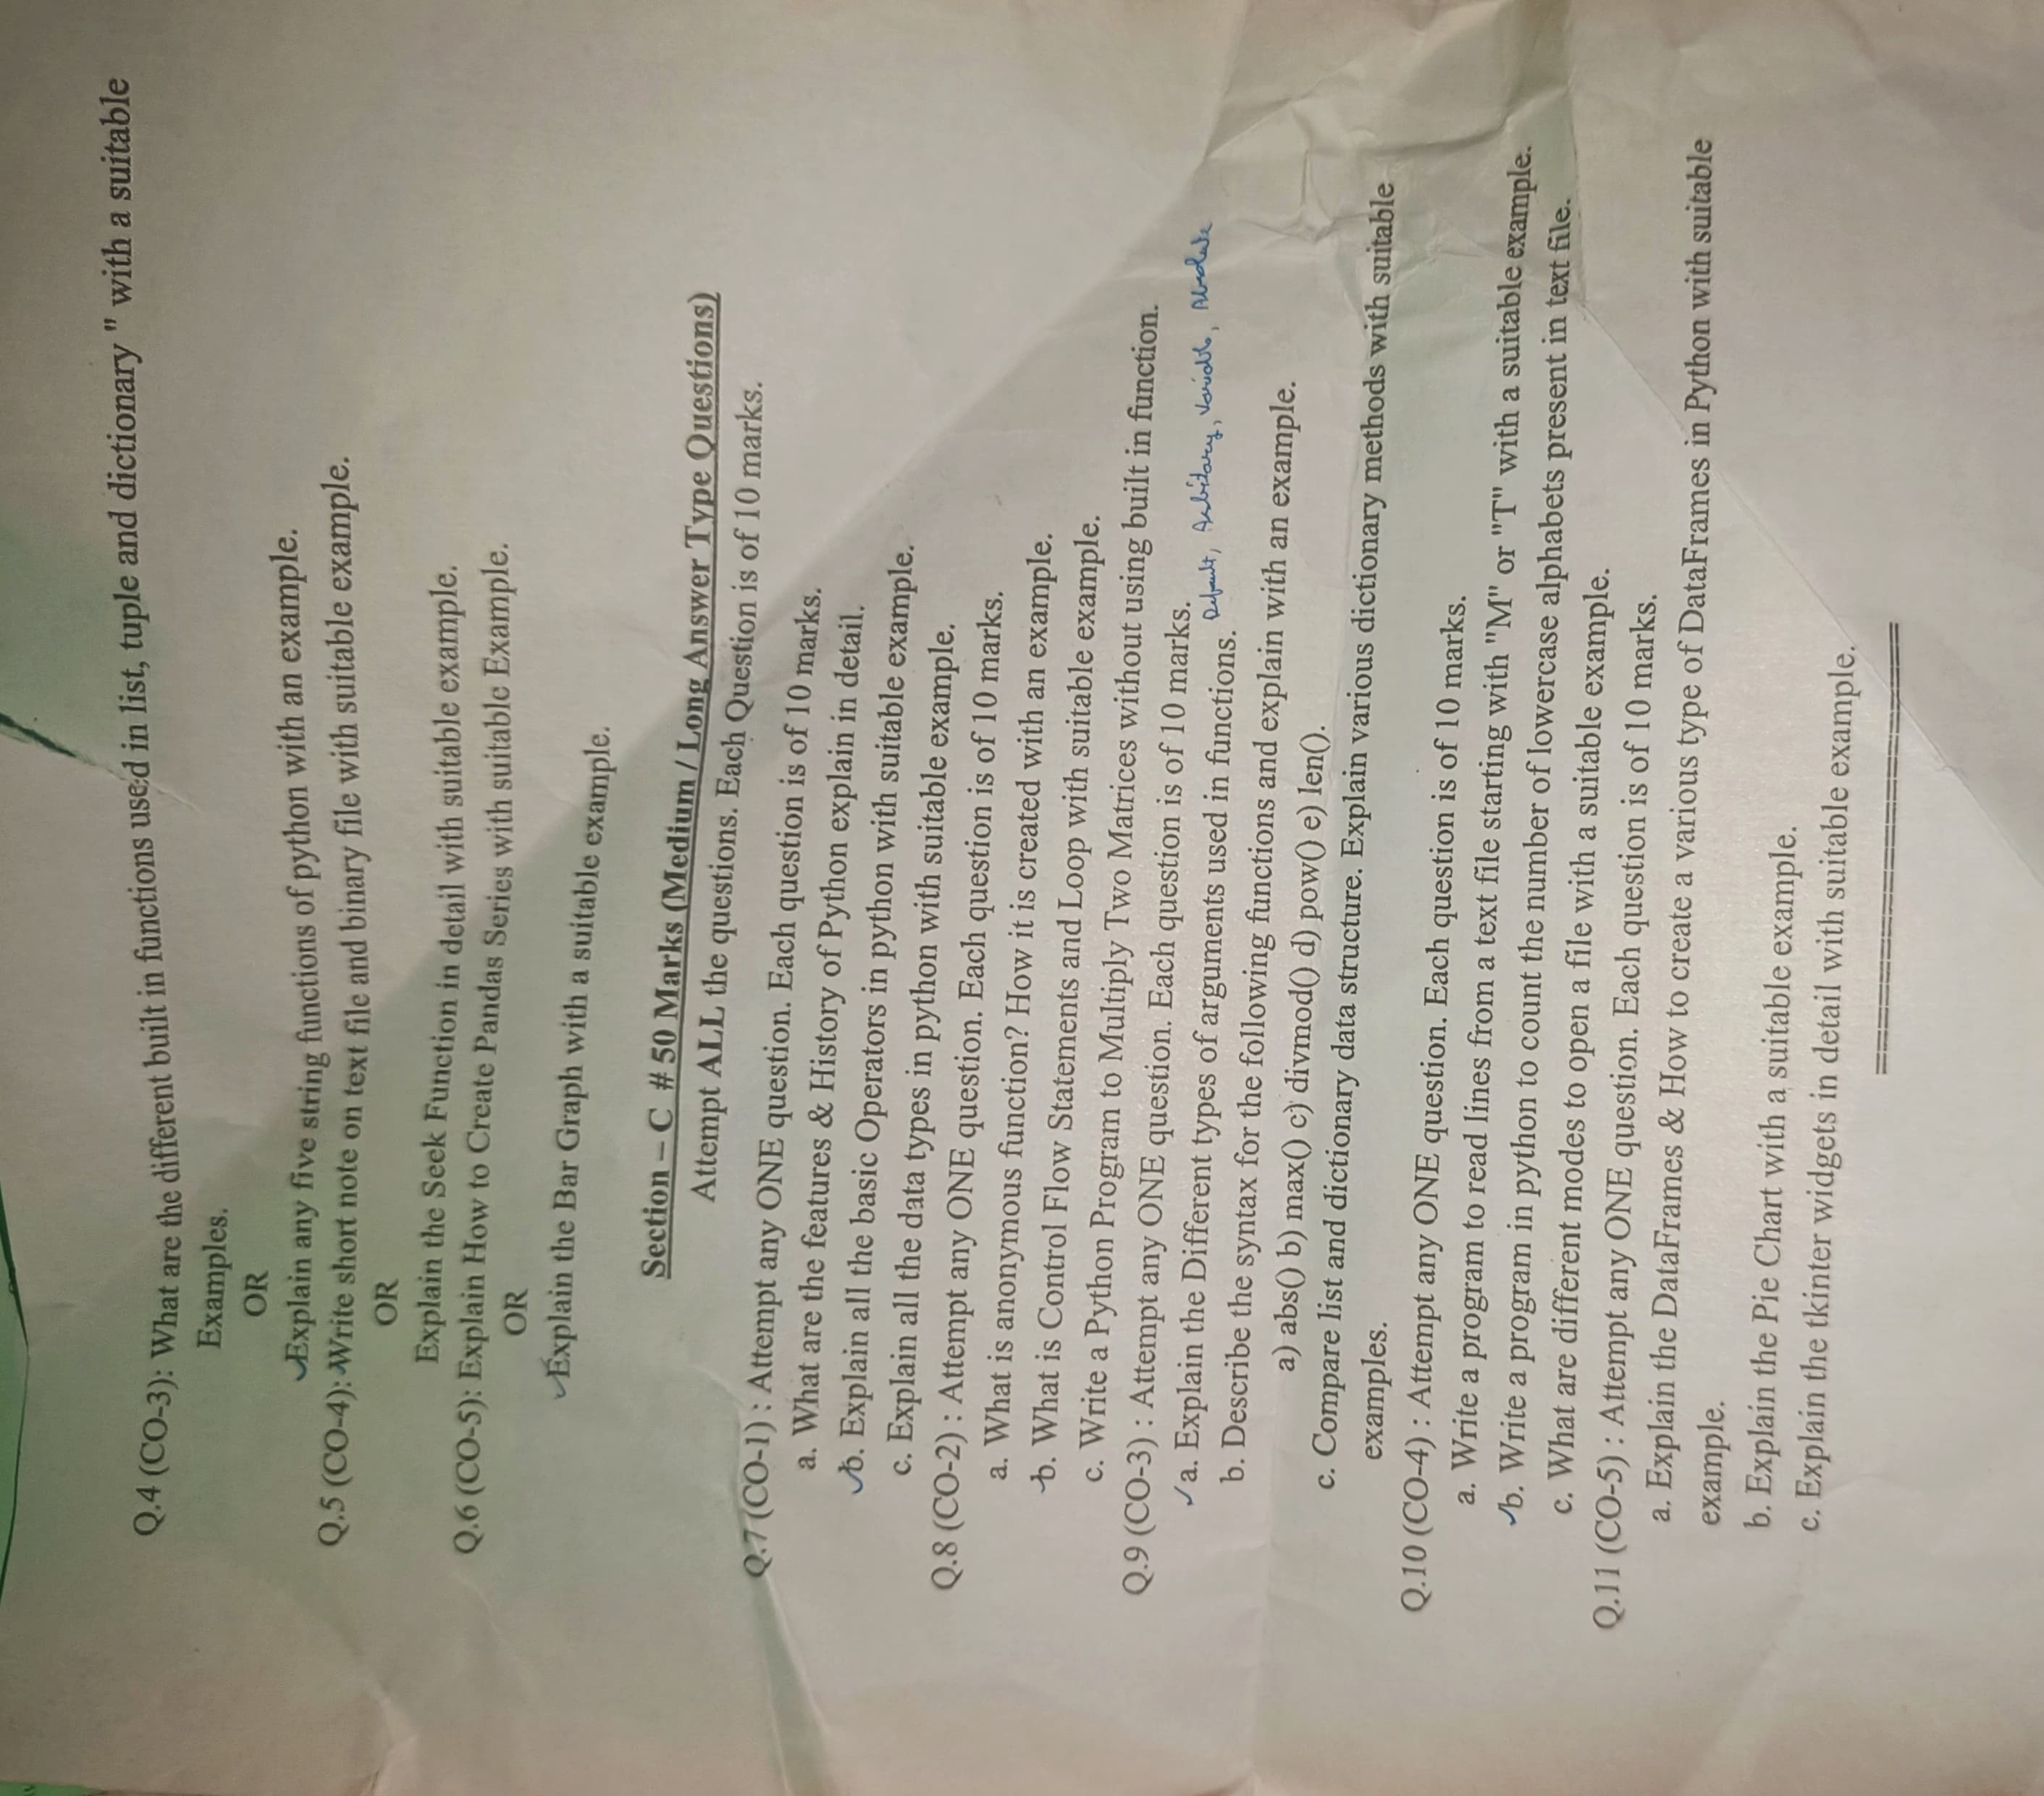 Q.4 (CO-3): What are the different built in functions used in list, tuple and dictionary " with a suitable
Examples.
OR
Explain any five string functions of python with an example.
Q.5 (CO-4): Write short note on text file and binary file with suitable example.
OR
Explain the Seek Function in detail with suitable example.
Q.6 (CO-5): Explain How to Create Pandas Series with suitable Example.
OR
Explain the Bar Graph with a suitable example.
Section – C # 50 Marks (Medium / Long Answer Type Questions)
Attempt ALL the questions. Each Question is of 10 marks.
Q.7 (CO-1) : Attempt any ONE question. Each question is of 10 marks.
a. What are the features & History of Python explain in detail.
b. Explain all the basic Operators in python with suitable example.
c. Explain all the data types in python with suitable example.
Q.8 (CO-2) : Attempt any ONE question. Each question is of 10 marks.
a. What is anonymous function? How it is created with an example.
b. What is Control Flow Statements and Loop with suitable example.
c. Write a Python Program to Multiply Two Matrices without using built in function.
Q.9 (CO-3) : Attempt any ONE question. Each question is of 10 marks.
a. Explain the Different types of arguments used in functions. Default, Arbitary, Variable,
b. Describe the syntax for the following functions and explain with an example.
a) abs() b) max() c) divmod() d) pow() e) len().
c. Compare list and dictionary data structure. Explain various dictionary methods with suitable
examples.
Q.10 (CO-4) : Attempt any ONE question. Each question is of 10 marks.
a. Write a program to read lines from a text file starting with "M" or "T" with a suitable example.
b. Write a program in python to count the number of lowercase alphabets present in text file.
c. What are different modes to open a file with a suitable example.
Q.11 (CO-5) : Attempt any ONE question. Each question is of 10 marks.
a. Explain the DataFrames & How to create a various type of DataFrames in Python with suitable
example.
b. Explain the Pie Chart with a suitable example.
c. Explain the tkinter widgets in detail with suitable example.